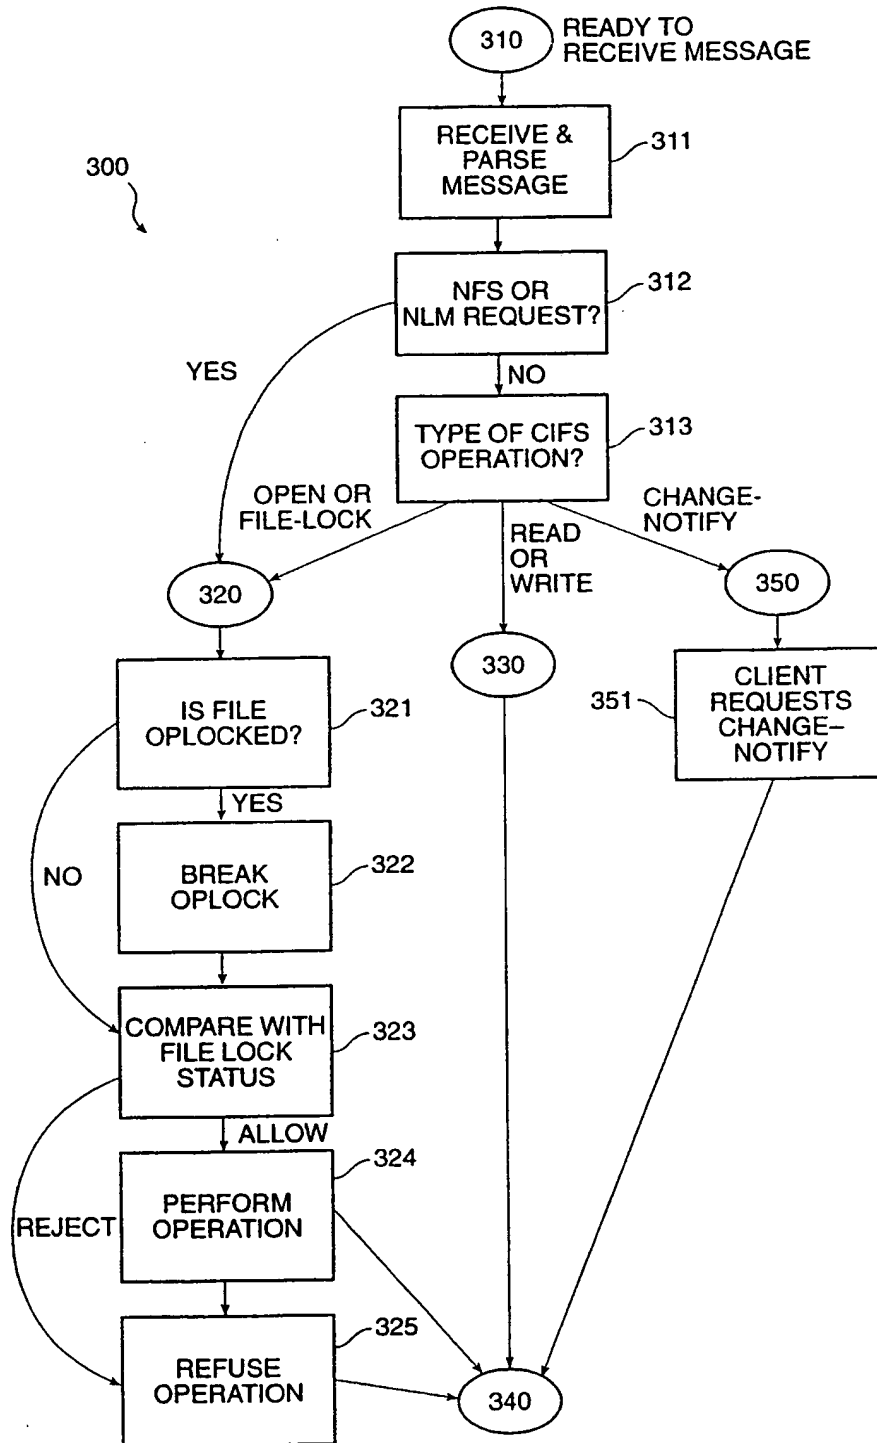 310
READY TO
RECEIVE MESSAGE
RECEIVE &
PARSE
MESSAGE
311
300
NFS OR
NLM REQUEST?
312
YES
NO
TYPE OF CIFS
OPERATION?
313
OPEN OR
FILE-LOCK
READ
OR
WRITE
CHANGE-
NOTIFY
320
330
350
IS FILE
OPLOCKED?
321
351
CLIENT
REQUESTS
CHANGE–
NOTIFY
YES
NO
BREAK
OPLOCK
322
COMPARE WITH
FILE LOCK
STATUS
323
ALLOW
REJECT
PERFORM
OPERATION
324
REFUSE
OPERATION
325
340